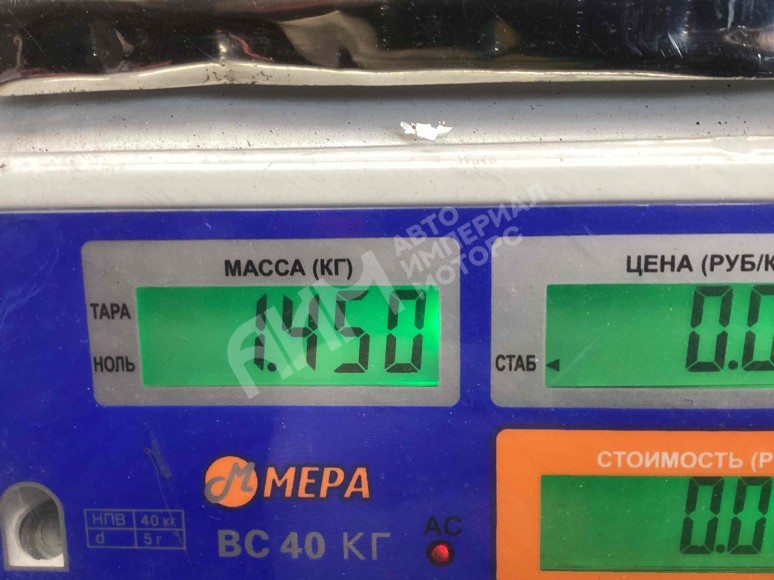 МАССА (КГ)
ТАРА
НОЛЬ
1.450
ЦЕНА (РУБ/К
СТАБ
0.0
СТОИМОСТЬ (Р
0.0
М МЕРА
ВС 40 КГ
АС
НПВ 40 кг
d 5 г
АИМ АВТО
ИМПЕРИАЛ
МОТОРС